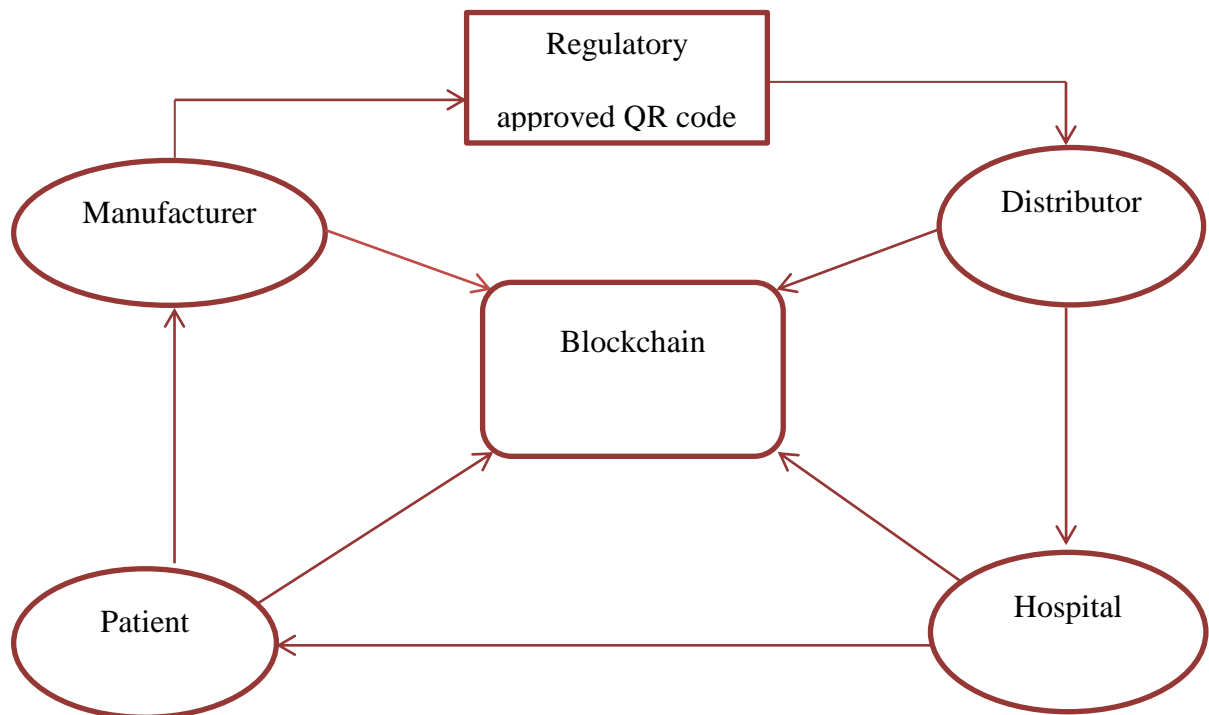 Regulatory
approved QR code
Manufacturer
Distributor
Blockchain
Patient
Hospital